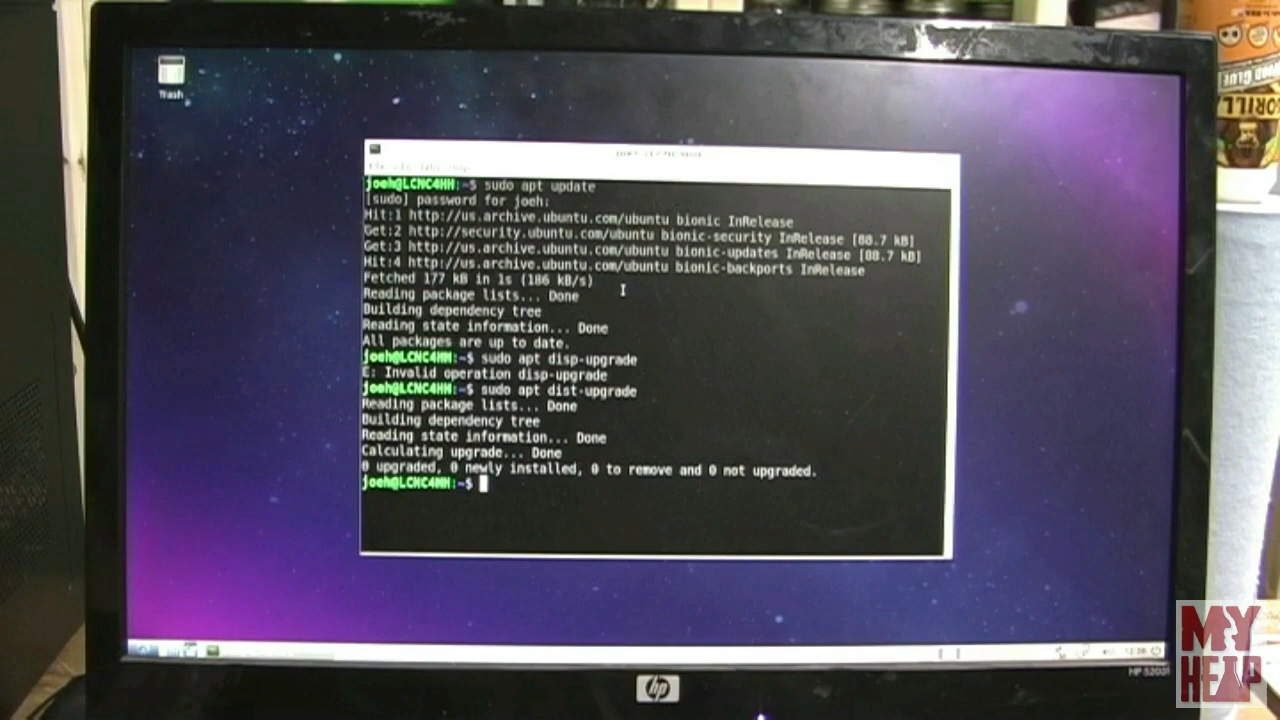 Trash
joeh@LCNC4HH:~$ sudo apt update
[sudo] password for joeh:
Hit:1 http://us.archive.ubuntu.com/ubuntu bionic InRelease
Get:2 http://security.ubuntu.com/ubuntu bionic-security InRelease [88.7 kB]
Get:3 http://us.archive.ubuntu.com/ubuntu bionic-updates InRelease [88.7 kB]
Hit:4 http://us.archive.ubuntu.com/ubuntu bionic-backports InRelease
Fetched 177 kB in 1s (186 kB/s)
Reading package lists... Done
Building dependency tree
Reading state information... Done
All packages are up to date.
joeh@LCNC4HH:~$ sudo apt disp-upgrade
E: Invalid operation disp-upgrade
joeh@LCNC4HH:~$ sudo apt dist-upgrade
Reading package lists... Done
Building dependency tree
Reading state information... Done
Calculating upgrade... Done
0 upgraded, 0 newly installed, 0 to remove and 0 not upgraded.
joeh@LCNC4HH:~$
hp
MY
HEAP